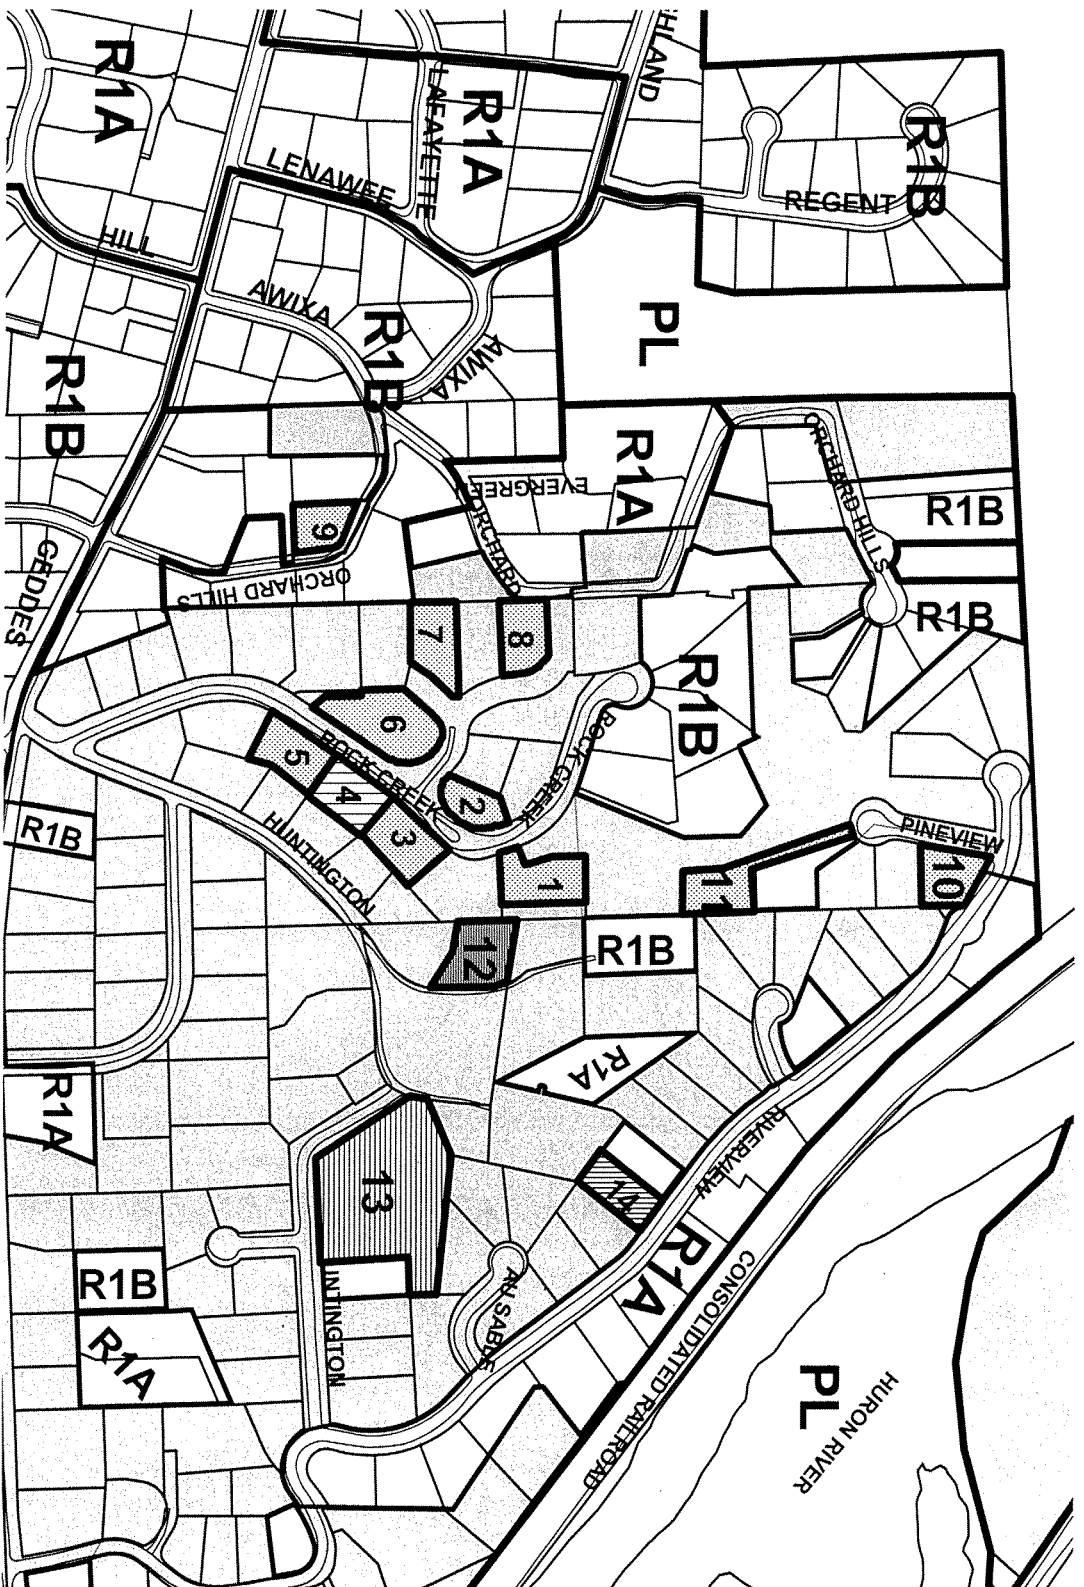 R1A
LAFAYETTE
R1A
HLAND
R1B
LENAWEE
REGENT
HILL
AWIXA
R1B
PL
AWIXA
R1B
ORCHARD HILLS
R1A
EVERGREEN
ORCHARD
R1B
9
ORCHARD HILLS
GEDDES
R1B
7
8
R1B
6
5
ROCK CREEK
ROCK CREEK
4
2
3
HUNTINGTON
R1B
PINEVIEW
1
11
10
12
R1B
R1A
R1A
RIVERVIEW
13
14
R1A
R1B
HUNTINGTON
AU SABLE
CONSOLIDATED RAILROAD
R1A
PL
HURON RIVER